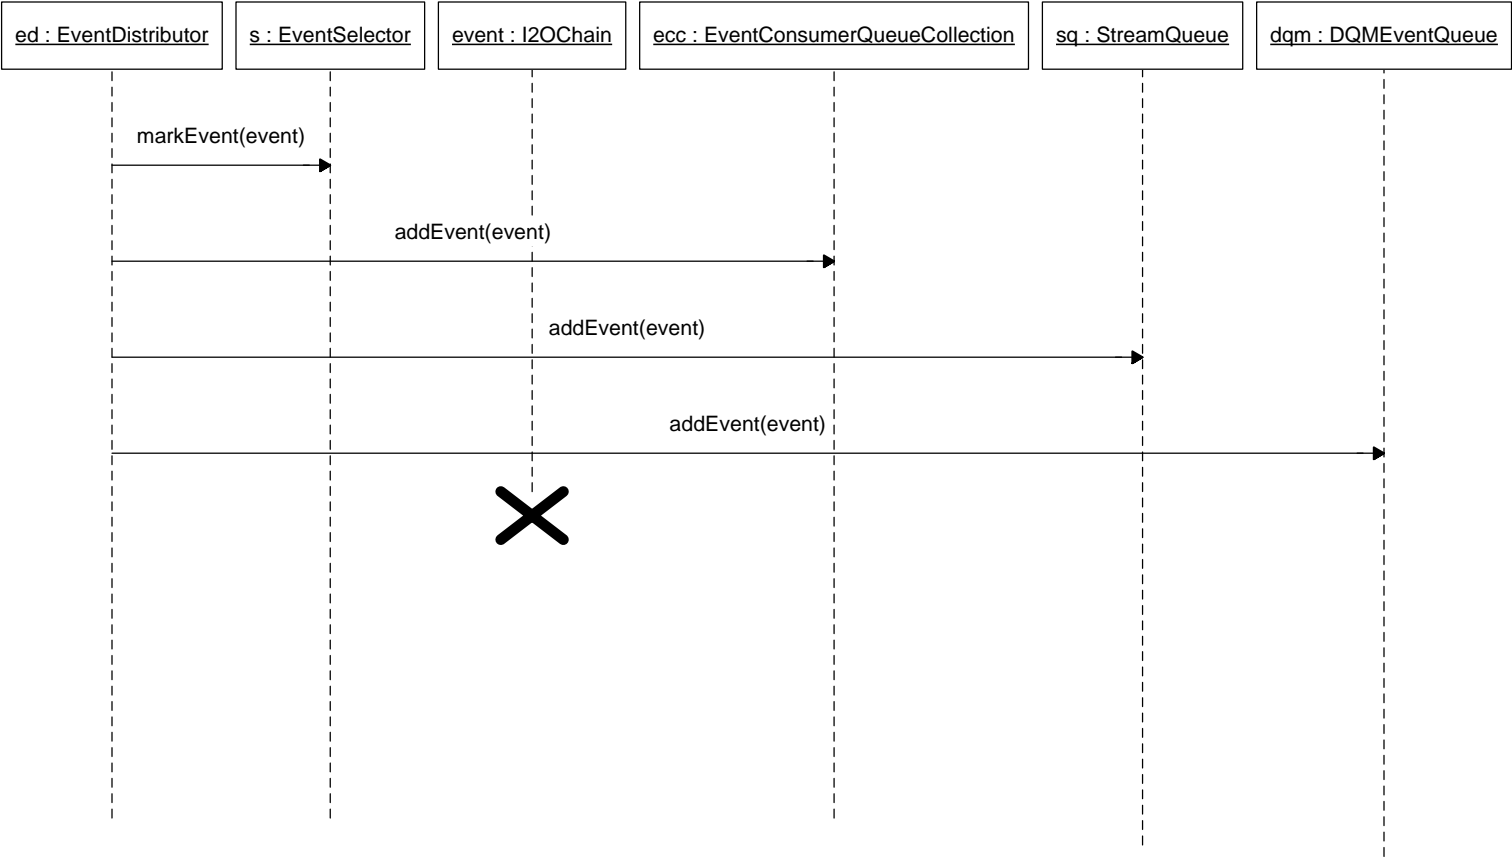 ed : EventDistributor
s : EventSelector
event : I2OChain
ecc : EventConsumerQueueCollection
sq : StreamQueue
dqm : DQMEventQueue
markEvent(event)
addEvent(event)
addEvent(event)
addEvent(event)